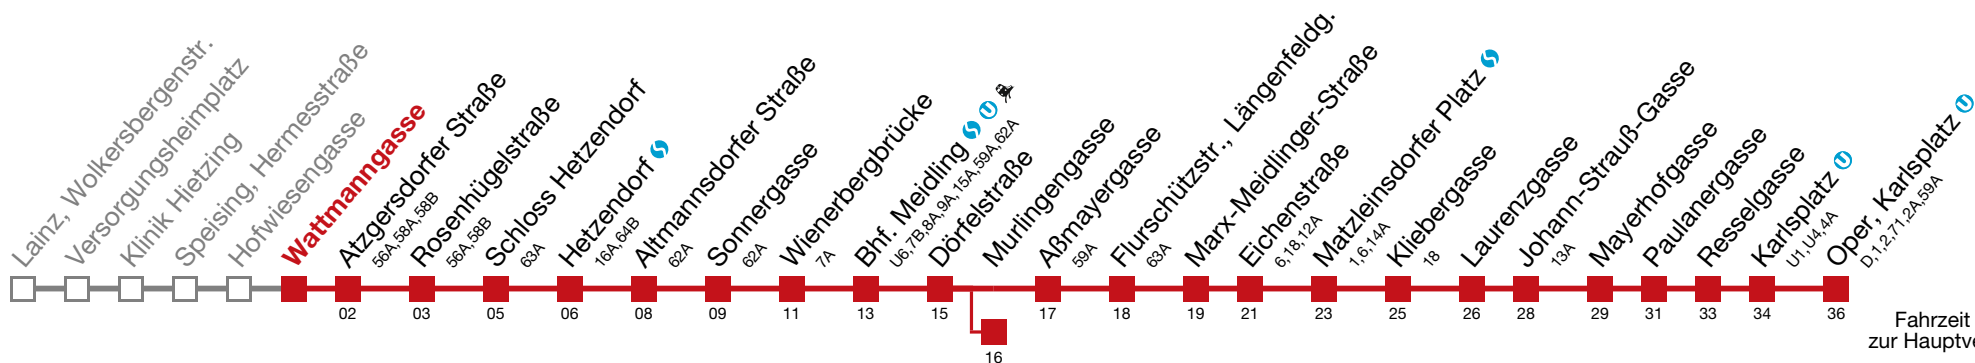 Lainz, Wolkersbergenstr.
Versorgungsheimplatz
Klinik Hietzing
Speising, Hermesstraße
Hofwiesengasse
Wattmanngasse
Atzgersdorfer Straße
56A,58A,58B
Rosenhügelstraße
56A,58B
Schloss Hetzendorf
63A
Hetzendorf S
16A,64B
Altmannsdorfer Straße
62A
Sonnergasse
62A
Wienerbergbrücke
7A
Bhf. Meidling S U
U6,7B,8A,9A,15A,59A,62A
Dörfelstraße
Murlingengasse
Aßmayergasse
59A
Flurschützstr., Längenfeldg.
63A
Marx-Meidlinger-Straße
Eichenstraße
6,18,12A
Matzleinsdorfer Platz S
1,6,14A
Kliebergasse
18
Laurenzgasse
Johann-Strauß-Gasse
13A
Mayerhofgasse
Paulanergasse
Resselgasse
Karlsplatz U
U1,U4,4A
Oper, Karlsplatz U
D,1,2,71,2A,59A
02 03 05 06 08 09 11 13 15 17 18 19 21 23 25 26 28 29 31 33 34 36
16
Fahrzeit
zur Hauptve